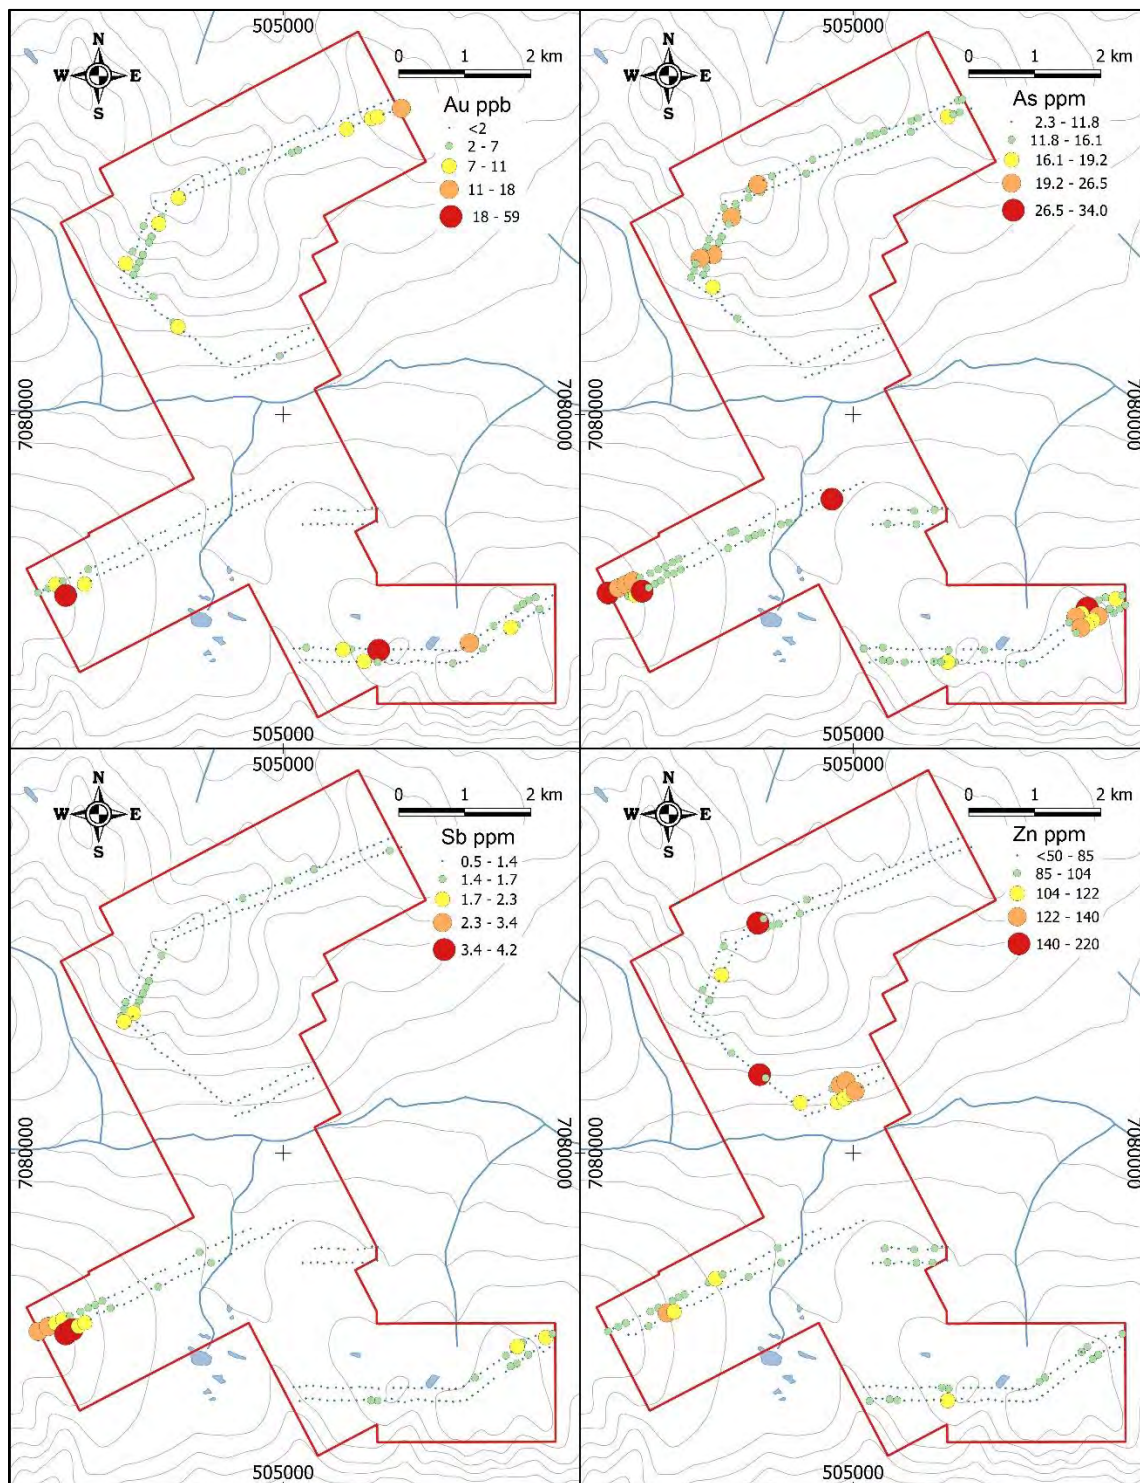 505000
N
W E
S
0 1 2 km
Au ppb
<2
2 - 7
7 - 11
11 - 18
18 - 59
7080000
7080000
505000
N
W E
S
0 1 2 km
As ppm
2.3 - 11.8
11.8 - 16.1
16.1 - 19.2
19.2 - 26.5
26.5 - 34.0
7080000
7080000
505000
505000
505000
N
W E
S
0 1 2 km
Sb ppm
0.5 - 1.4
1.4 - 1.7
1.7 - 2.3
2.3 - 3.4
3.4 - 4.2
7080000
7080000
505000
505000
N
W E
S
0 1 2 km
Zn ppm
<50 - 85
85 - 104
104 - 122
122 - 140
140 - 220
7080000
7080000
505000